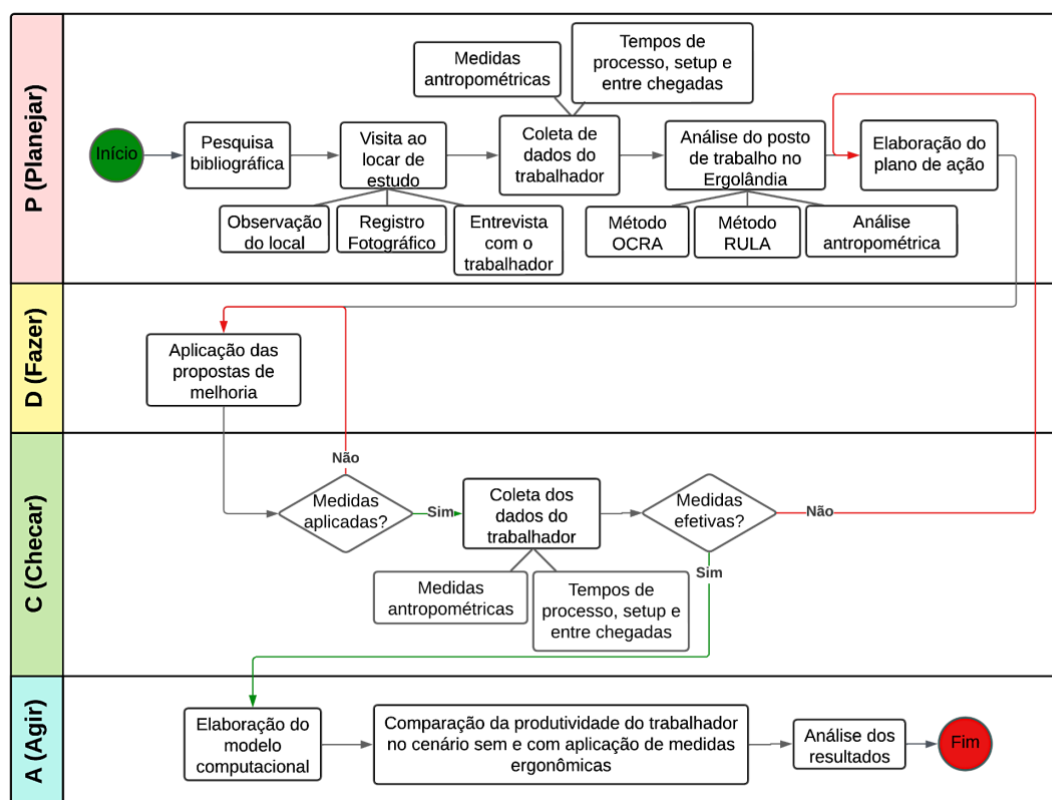 P (Planejar)
Início
Pesquisa
bibliográfica
Visita ao
locar de
estudo
Observação
do local
Registro
Fotográfico
Entrevista
com o
trabalhador
Medidas
antropométricas
Tempos de
processo, setup e
entre chegadas
Coleta de
dados do
trabalhador
Análise do posto
de trabalho no
Ergolândia
Método
OCRA
Método
RULA
Análise
antropométrica
Elaboração do
plano de ação
D (Fazer)
Aplicação das
propostas de
melhoria
C (Checar)
Medidas
aplicadas?
Não
Sim
Coleta dos
dados do
trabalhador
Medidas
antropométricas
Tempos de
processo, setup e
entre chegadas
Medidas
efetivas?
Não
Sim
A (Agir)
Elaboração do
modelo
computacional
Comparação da produtividade do trabalhador
no cenário sem e com aplicação de medidas
ergonômicas
Análise dos
resultados
Fim